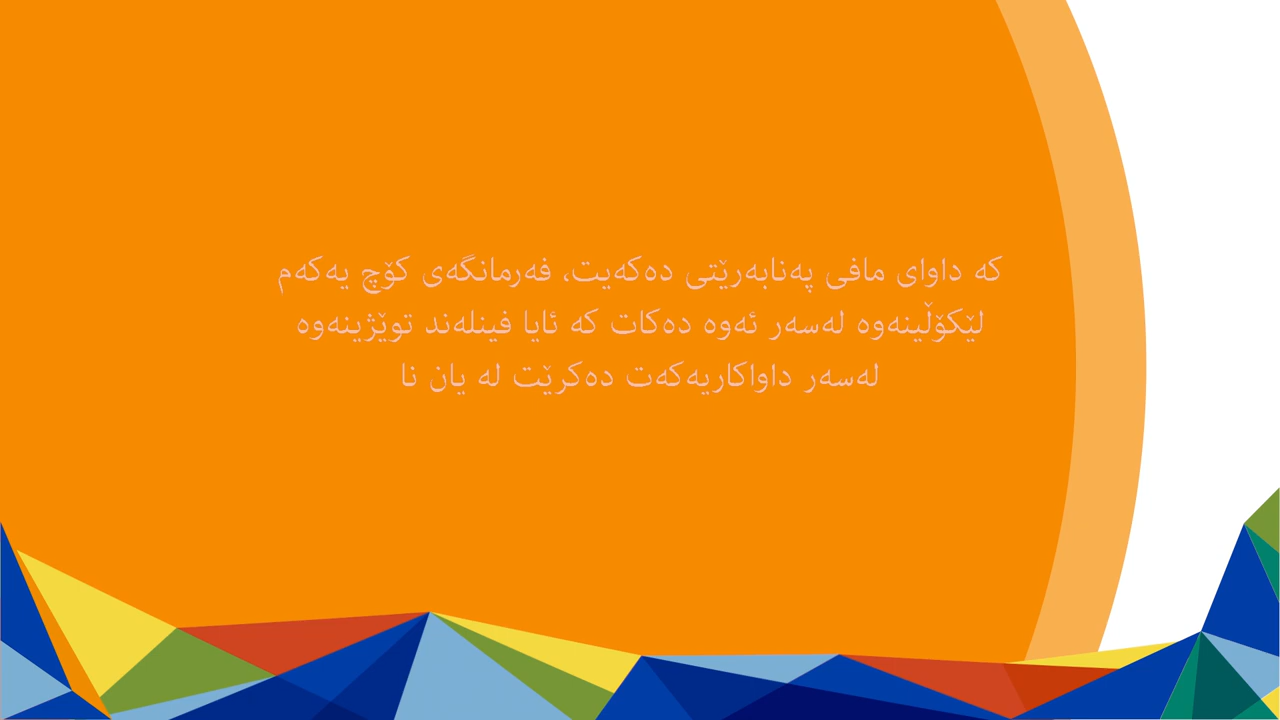 کە داوای مافی پەنابەرێتی دەکەیت، فەرمانگەی کۆچ یەکەم
لێکۆڵینەوە لەسەر ئەوە دەکات کە ئایا فینلەند توێژینەوە
لەسەر داواکاریەکەت دەکرێت لە یان نا